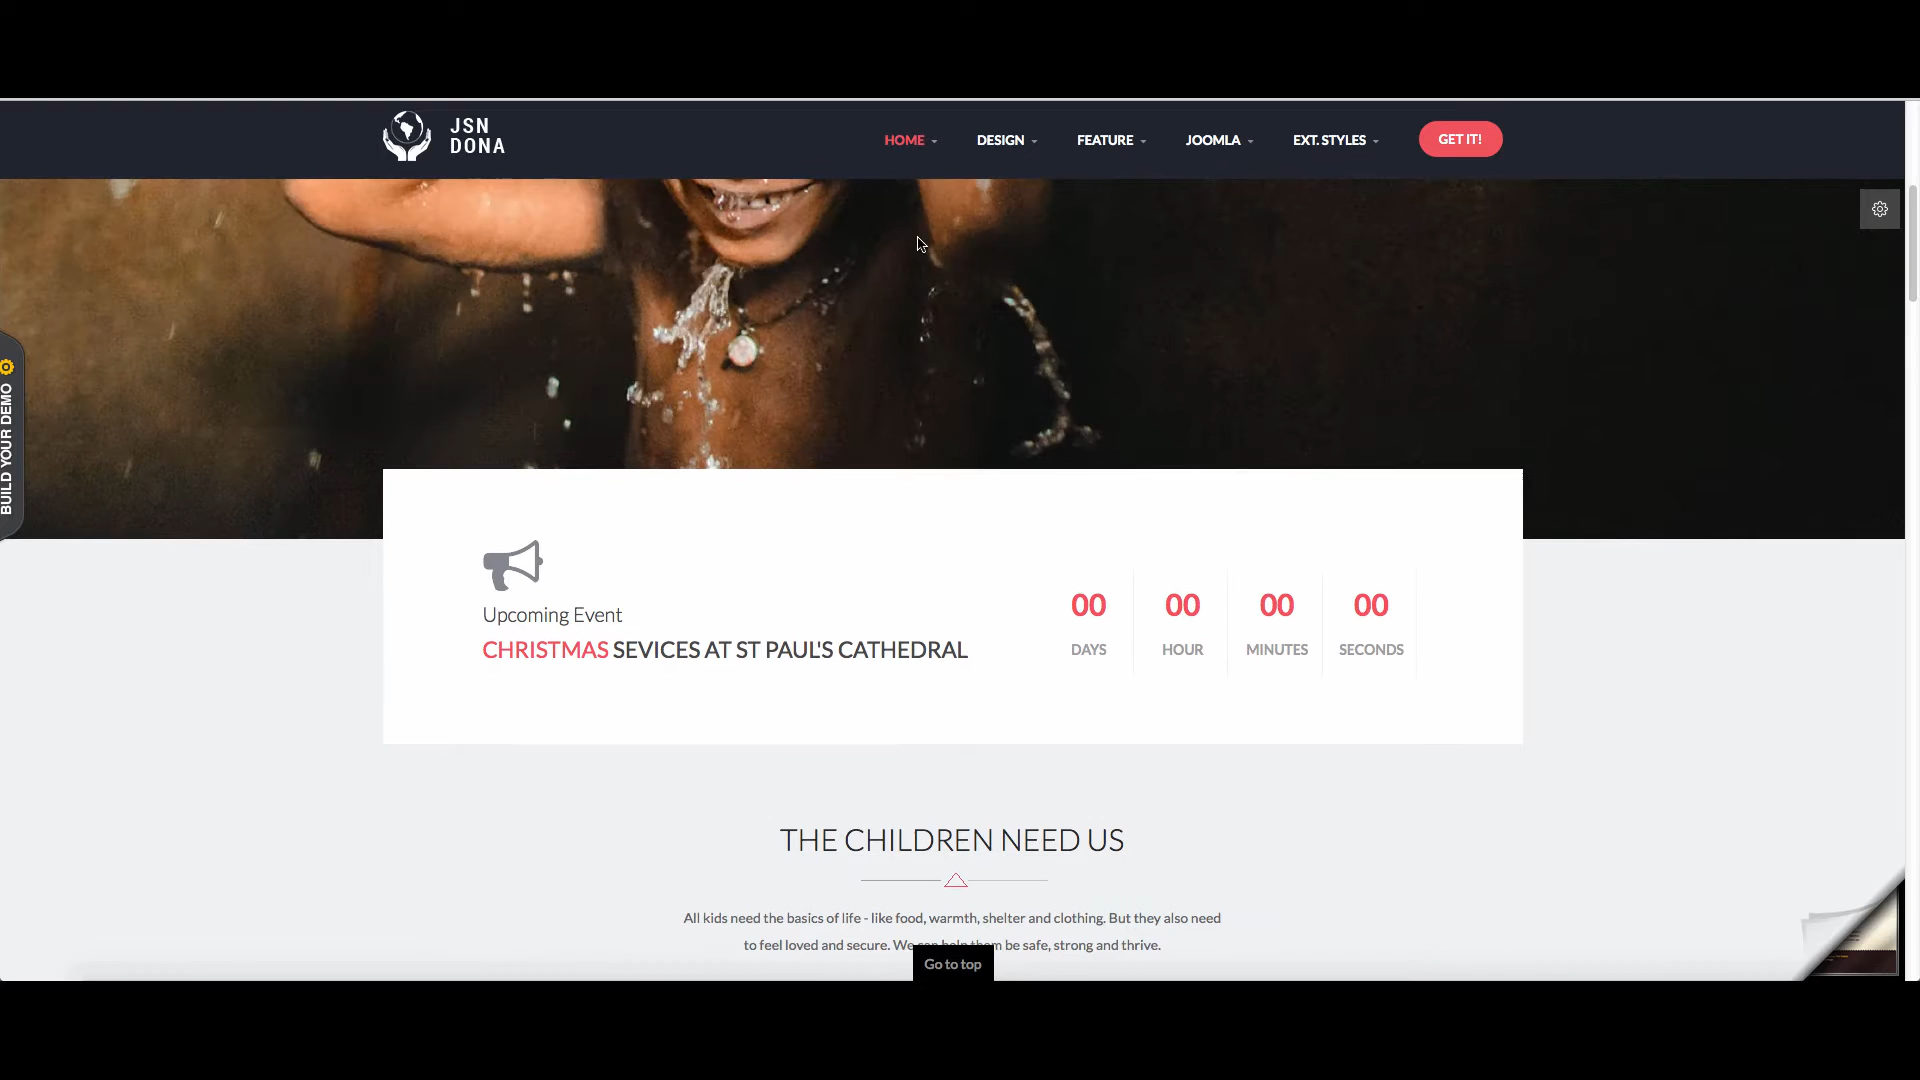 JSN
DONA
HOME
DESIGN
FEATURE
JOOMLA
EXT. STYLES
GET IT!
BUILD YOUR DEMO
Upcoming Event
CHRISTMAS SEVICES AT ST PAUL'S CATHEDRAL
00
00
00
00
DAYS
HOUR
MINUTES
SECONDS
THE CHILDREN NEED US
All kids need the basics of life - like food, warmth, shelter and clothing. But they also need
to feel loved and secure. We can help them be safe, strong and thrive.
Go to top